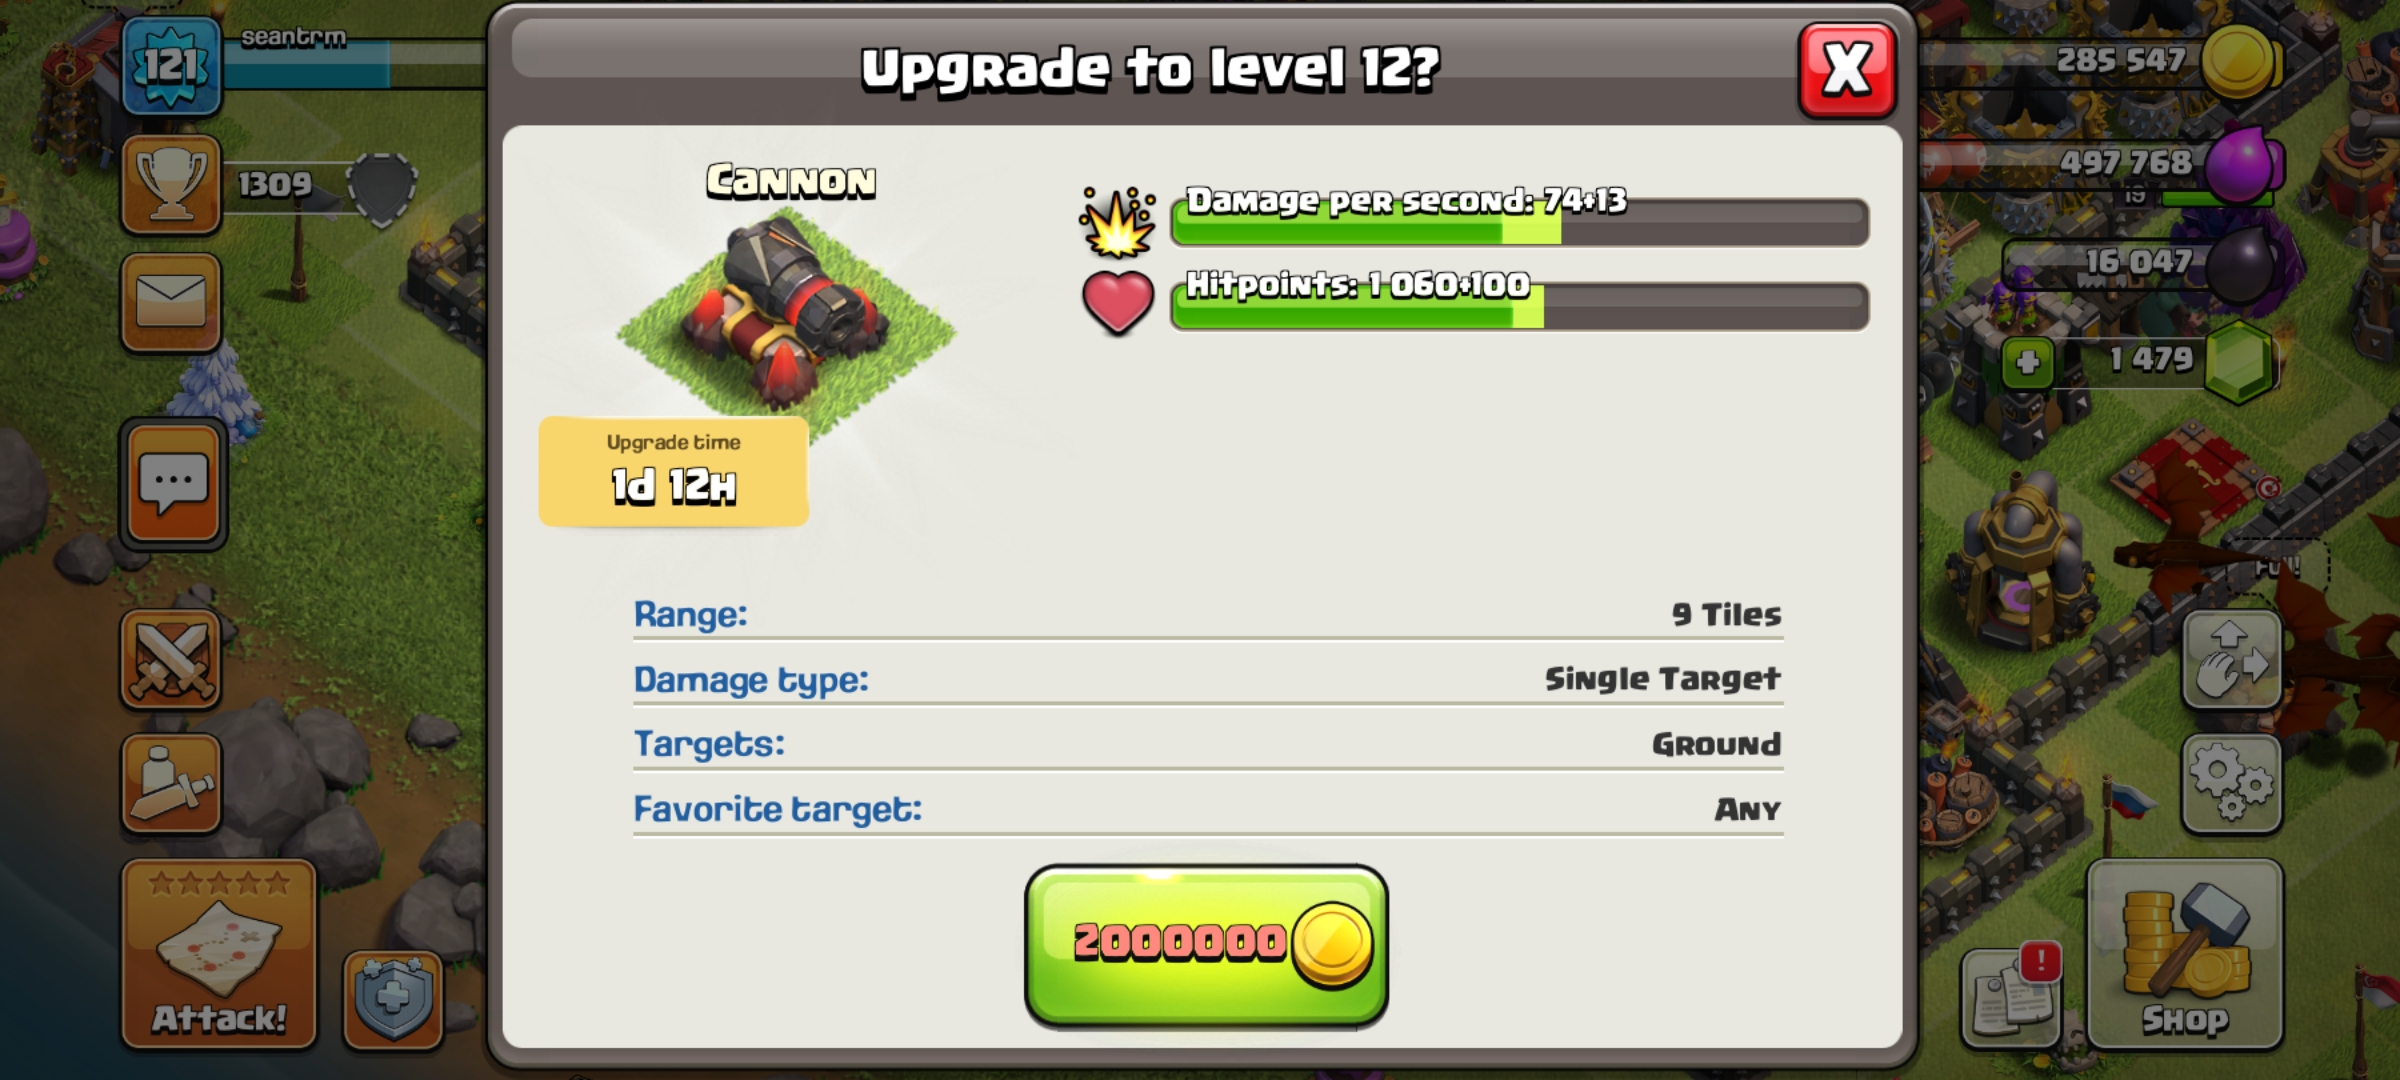 121
seantrm
1309
Upgrade to level 12?
X
285 547
497 768
19
16 047
1 479
Cannon
Damage per second: 74+13
Hitpoints: 1 060+100
Upgrade time
1d 12H
Range: 9 Tiles
Damage type: Single Target
Targets: Ground
Favorite target: Any
2000000
Full!
Attack!
!
Shop